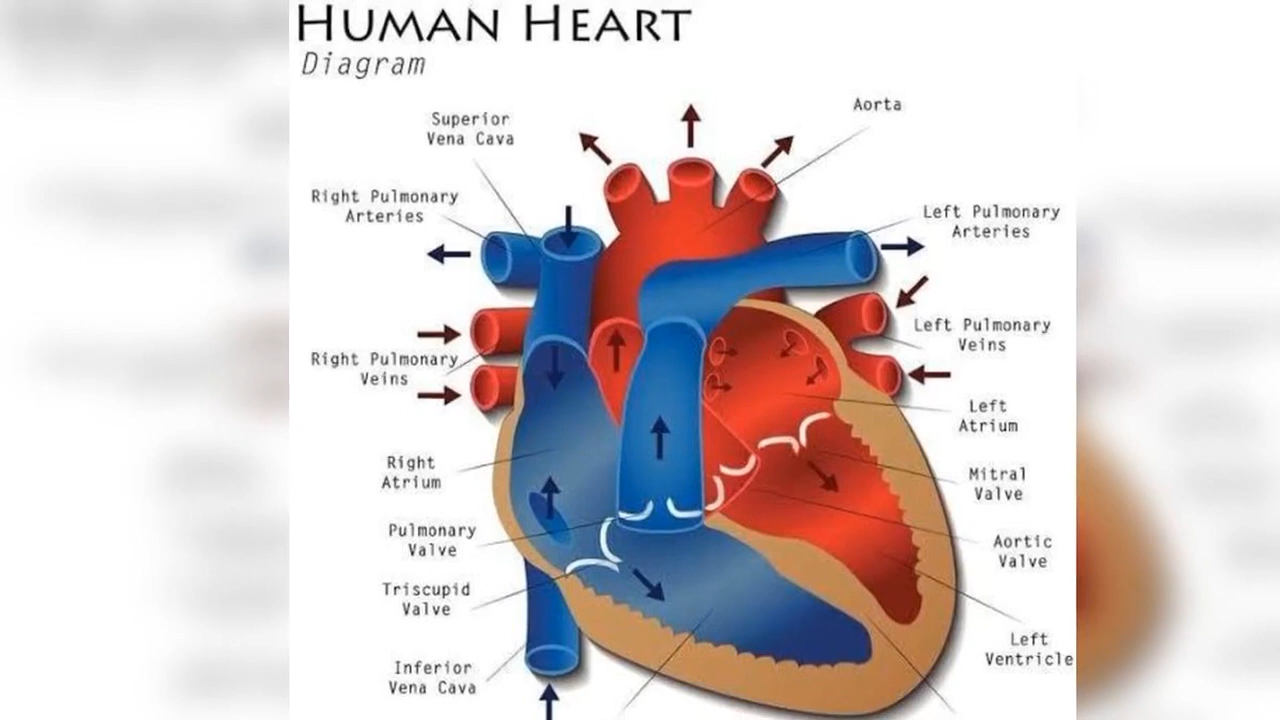 HUMAN HEART
Diagram
Aorta
Superior
Vena Cava
Right Pulmonary
Arteries
Left Pulmonary
Arteries
Left Pulmonary
Veins
Right Pulmonary
Veins
Left
Atrium
Right
Atrium
Mitral
Valve
Pulmonary
Valve
Aortic
Valve
Triscupid
Valve
Left
Ventricle
Inferior
Vena Cava